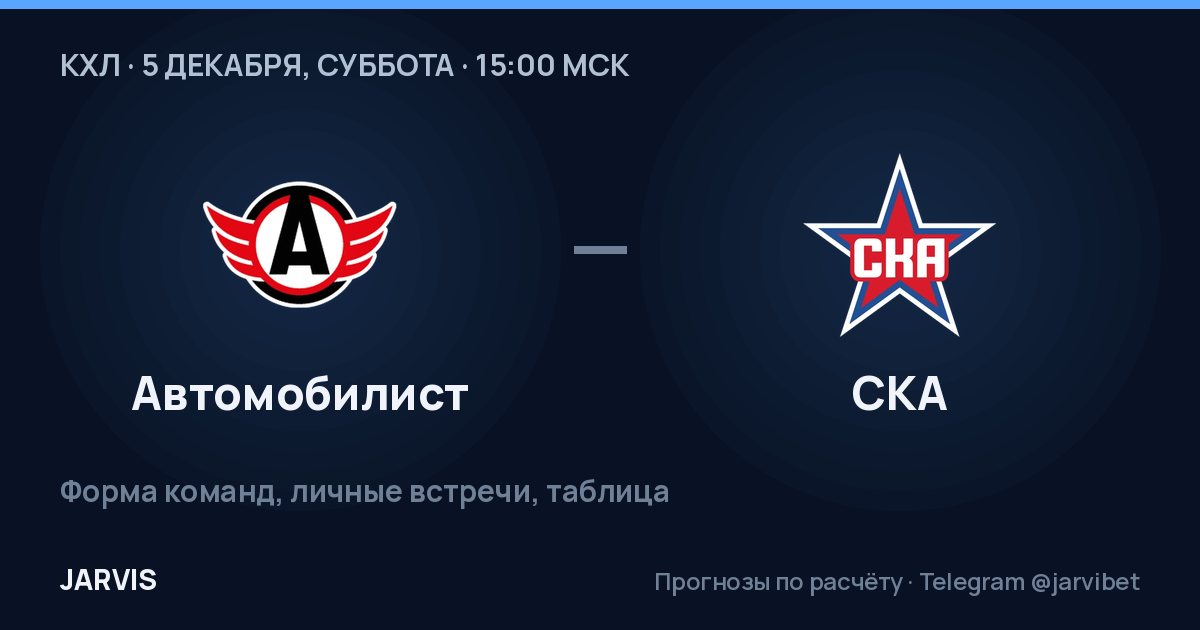 КХЛ · 5 ДЕКАБРЯ, СУББОТА · 15:00 МСК
А
СКА
—
Автомобилист
СКА
Форма команд, личные встречи, таблица
JARVIS
Прогнозы по расчёту · Telegram @jarvibet